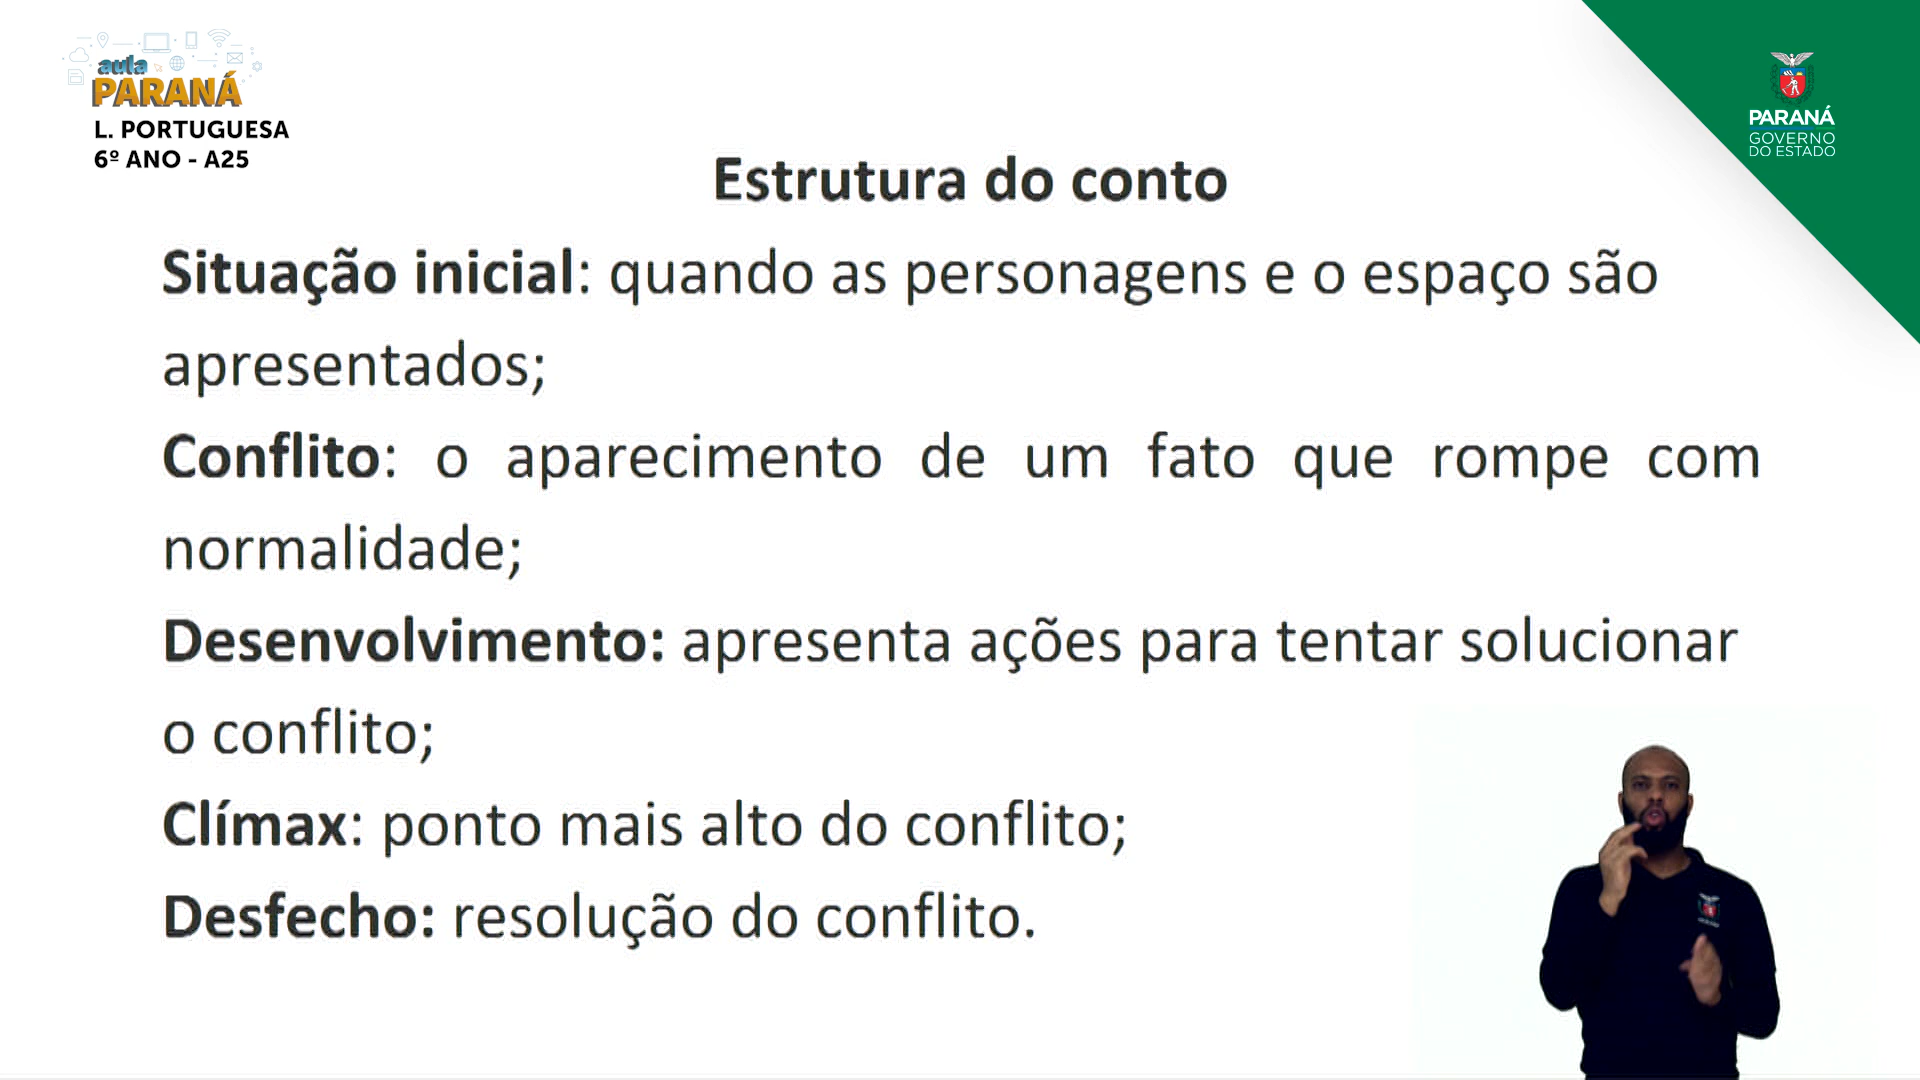 aula
PARANÁ
L. PORTUGUESA
6º ANO - A25
PARANÁ
GOVERNO
DO ESTADO
Estrutura do conto
Situação inicial: quando as personagens e o espaço são
apresentados;
Conflito: o aparecimento de um fato que rompe com
normalidade;
Desenvolvimento: apresenta ações para tentar solucionar
o conflito;
Clímax: ponto mais alto do conflito;
Desfecho: resolução do conflito.